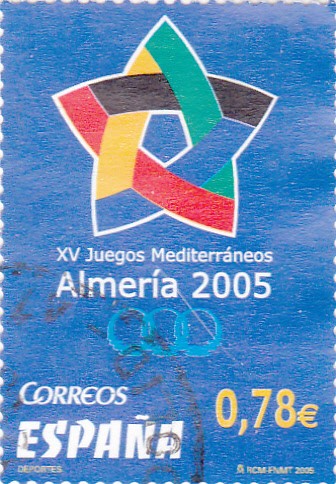 XV Juegos Mediterráneos
Almería 2005
CORREOS
0,78€
ESPAÑA
DEPORTES
RCM-FNMT 2005